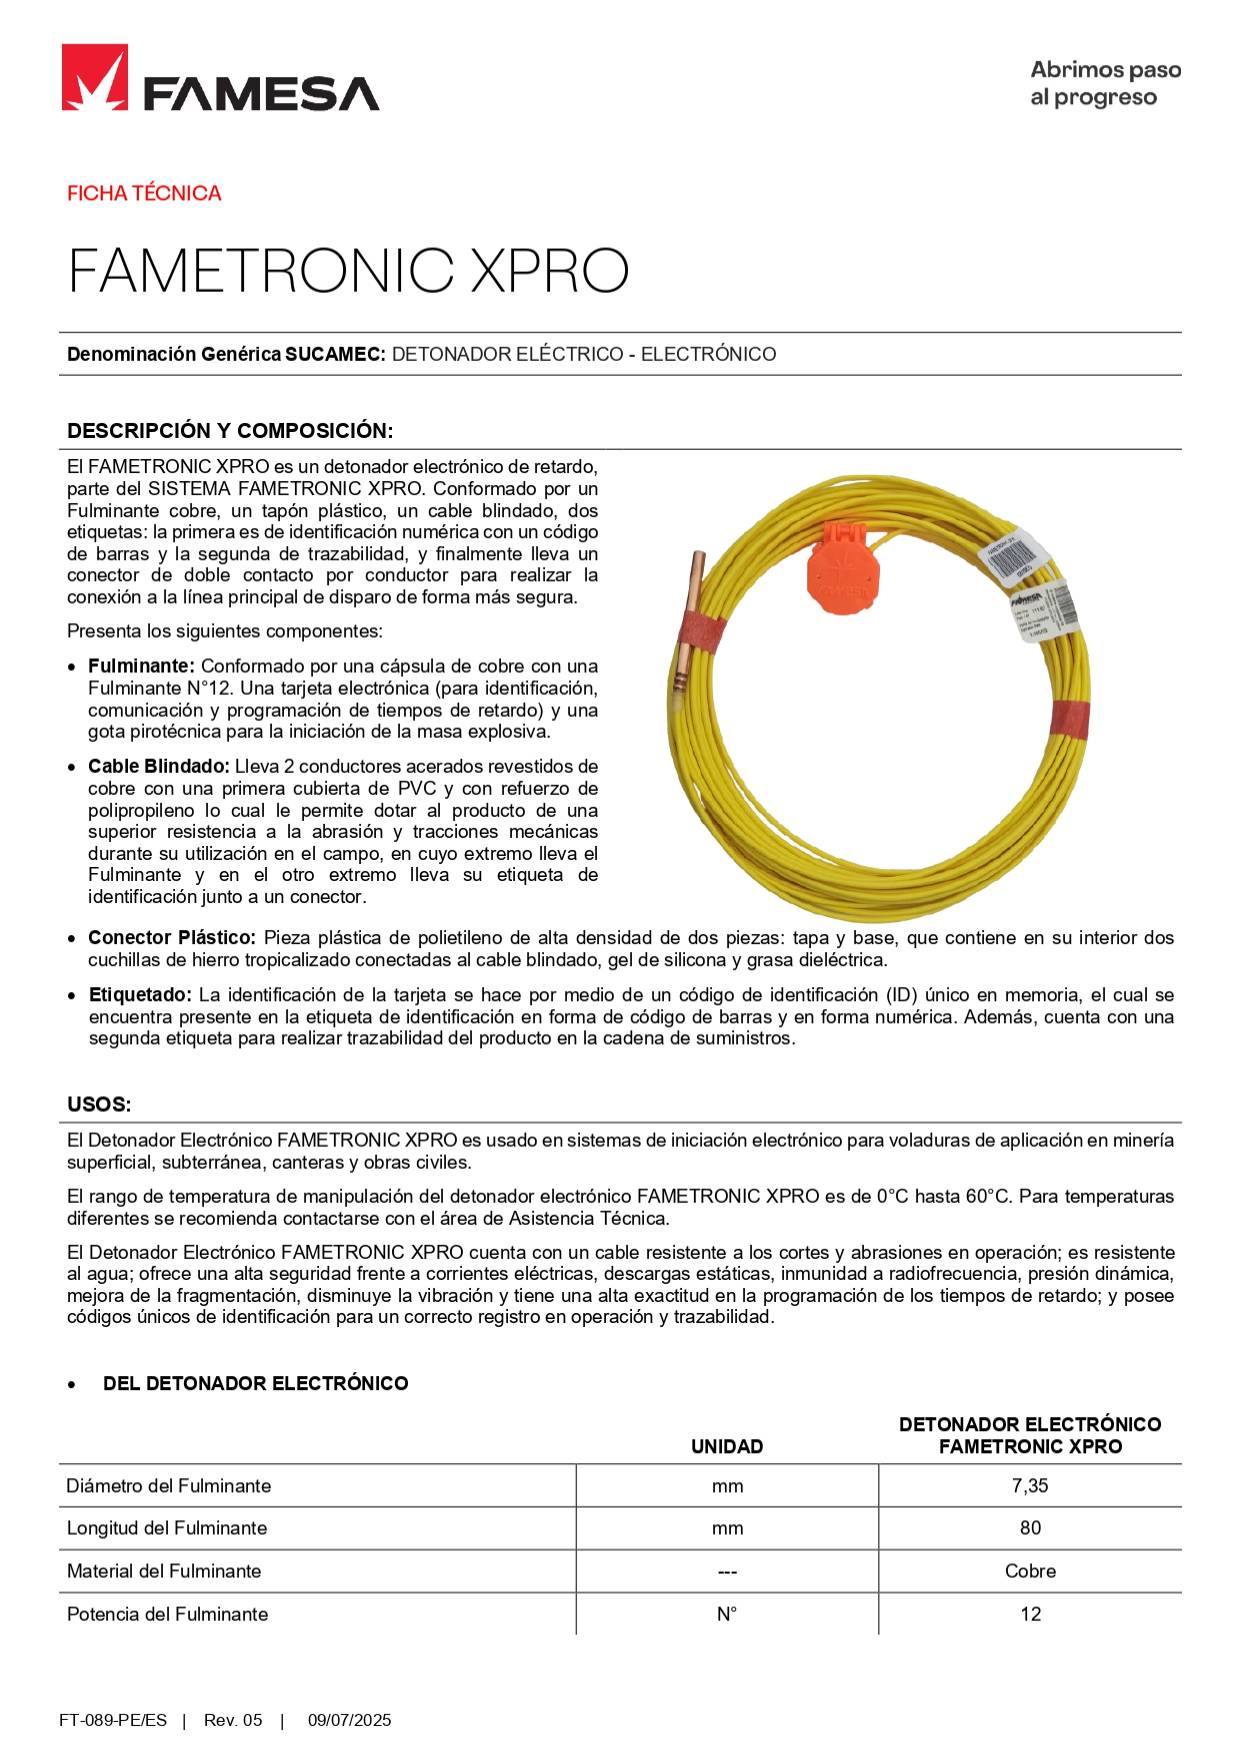 FAMESA
Abrimos paso
al progreso
FICHA TÉCNICA
FAMETRONIC XPRO
Denominación Genérica SUCAMEC: DETONADOR ELÉCTRICO - ELECTRÓNICO
DESCRIPCIÓN Y COMPOSICIÓN:
El FAMETRONIC XPRO es un detonador electrónico de retardo,
parte del SISTEMA FAMETRONIC XPRO. Conformado por un
Fulminante cobre, un tapón plástico, un cable blindado, dos
etiquetas: la primera es de identificación numérica con un código
de barras y la segunda de trazabilidad, y finalmente lleva un
conector de doble contacto por conductor para realizar la
conexión a la línea principal de disparo de forma más segura.
Presenta los siguientes componentes:
• Fulminante: Conformado por una cápsula de cobre con una
Fulminante N°12. Una tarjeta electrónica (para identificación,
comunicación y programación de tiempos de retardo) y una
gota pirotécnica para la iniciación de la masa explosiva.
• Cable Blindado: Lleva 2 conductores acerados revestidos de
cobre con una primera cubierta de PVC y con refuerzo de
polipropileno lo cual le permite dotar al producto de una
superior resistencia a la abrasión y tracciones mecánicas
durante su utilización en el campo, en cuyo extremo lleva el
Fulminante y en el otro extremo lleva su etiqueta de
identificación junto a un conector.
FAMESA
• Conector Plástico: Pieza plástica de polietileno de alta densidad de dos piezas: tapa y base, que contiene en su interior dos
cuchillas de hierro tropicalizado conectadas al cable blindado, gel de silicona y grasa dieléctrica.
• Etiquetado: La identificación de la tarjeta se hace por medio de un código de identificación (ID) único en memoria, el cual se
encuentra presente en la etiqueta de identificación en forma de código de barras y en forma numérica. Además, cuenta con una
segunda etiqueta para realizar trazabilidad del producto en la cadena de suministros.
USOS:
El Detonador Electrónico FAMETRONIC XPRO es usado en sistemas de iniciación electrónico para voladuras de aplicación en minería
superficial, subterránea, canteras y obras civiles.
El rango de temperatura de manipulación del detonador electrónico FAMETRONIC XPRO es de 0°C hasta 60°C. Para temperaturas
diferentes se recomienda contactarse con el área de Asistencia Técnica.
El Detonador Electrónico FAMETRONIC XPRO cuenta con un cable resistente a los cortes y abrasiones en operación; es resistente
al agua; ofrece una alta seguridad frente a corrientes eléctricas, descargas estáticas, inmunidad a radiofrecuencia, presión dinámica,
mejora de la fragmentación, disminuye la vibración y tiene una alta exactitud en la programación de los tiempos de retardo; y posee
códigos únicos de identificación para un correcto registro en operación y trazabilidad.
• DEL DETONADOR ELECTRÓNICO
UNIDAD
DETONADOR ELECTRÓNICO
FAMETRONIC XPRO
Diámetro del Fulminante mm 7,35
Longitud del Fulminante mm 80
Material del Fulminante --- Cobre
Potencia del Fulminante N° 12
FT-089-PE/ES | Rev. 05 | 09/07/2025